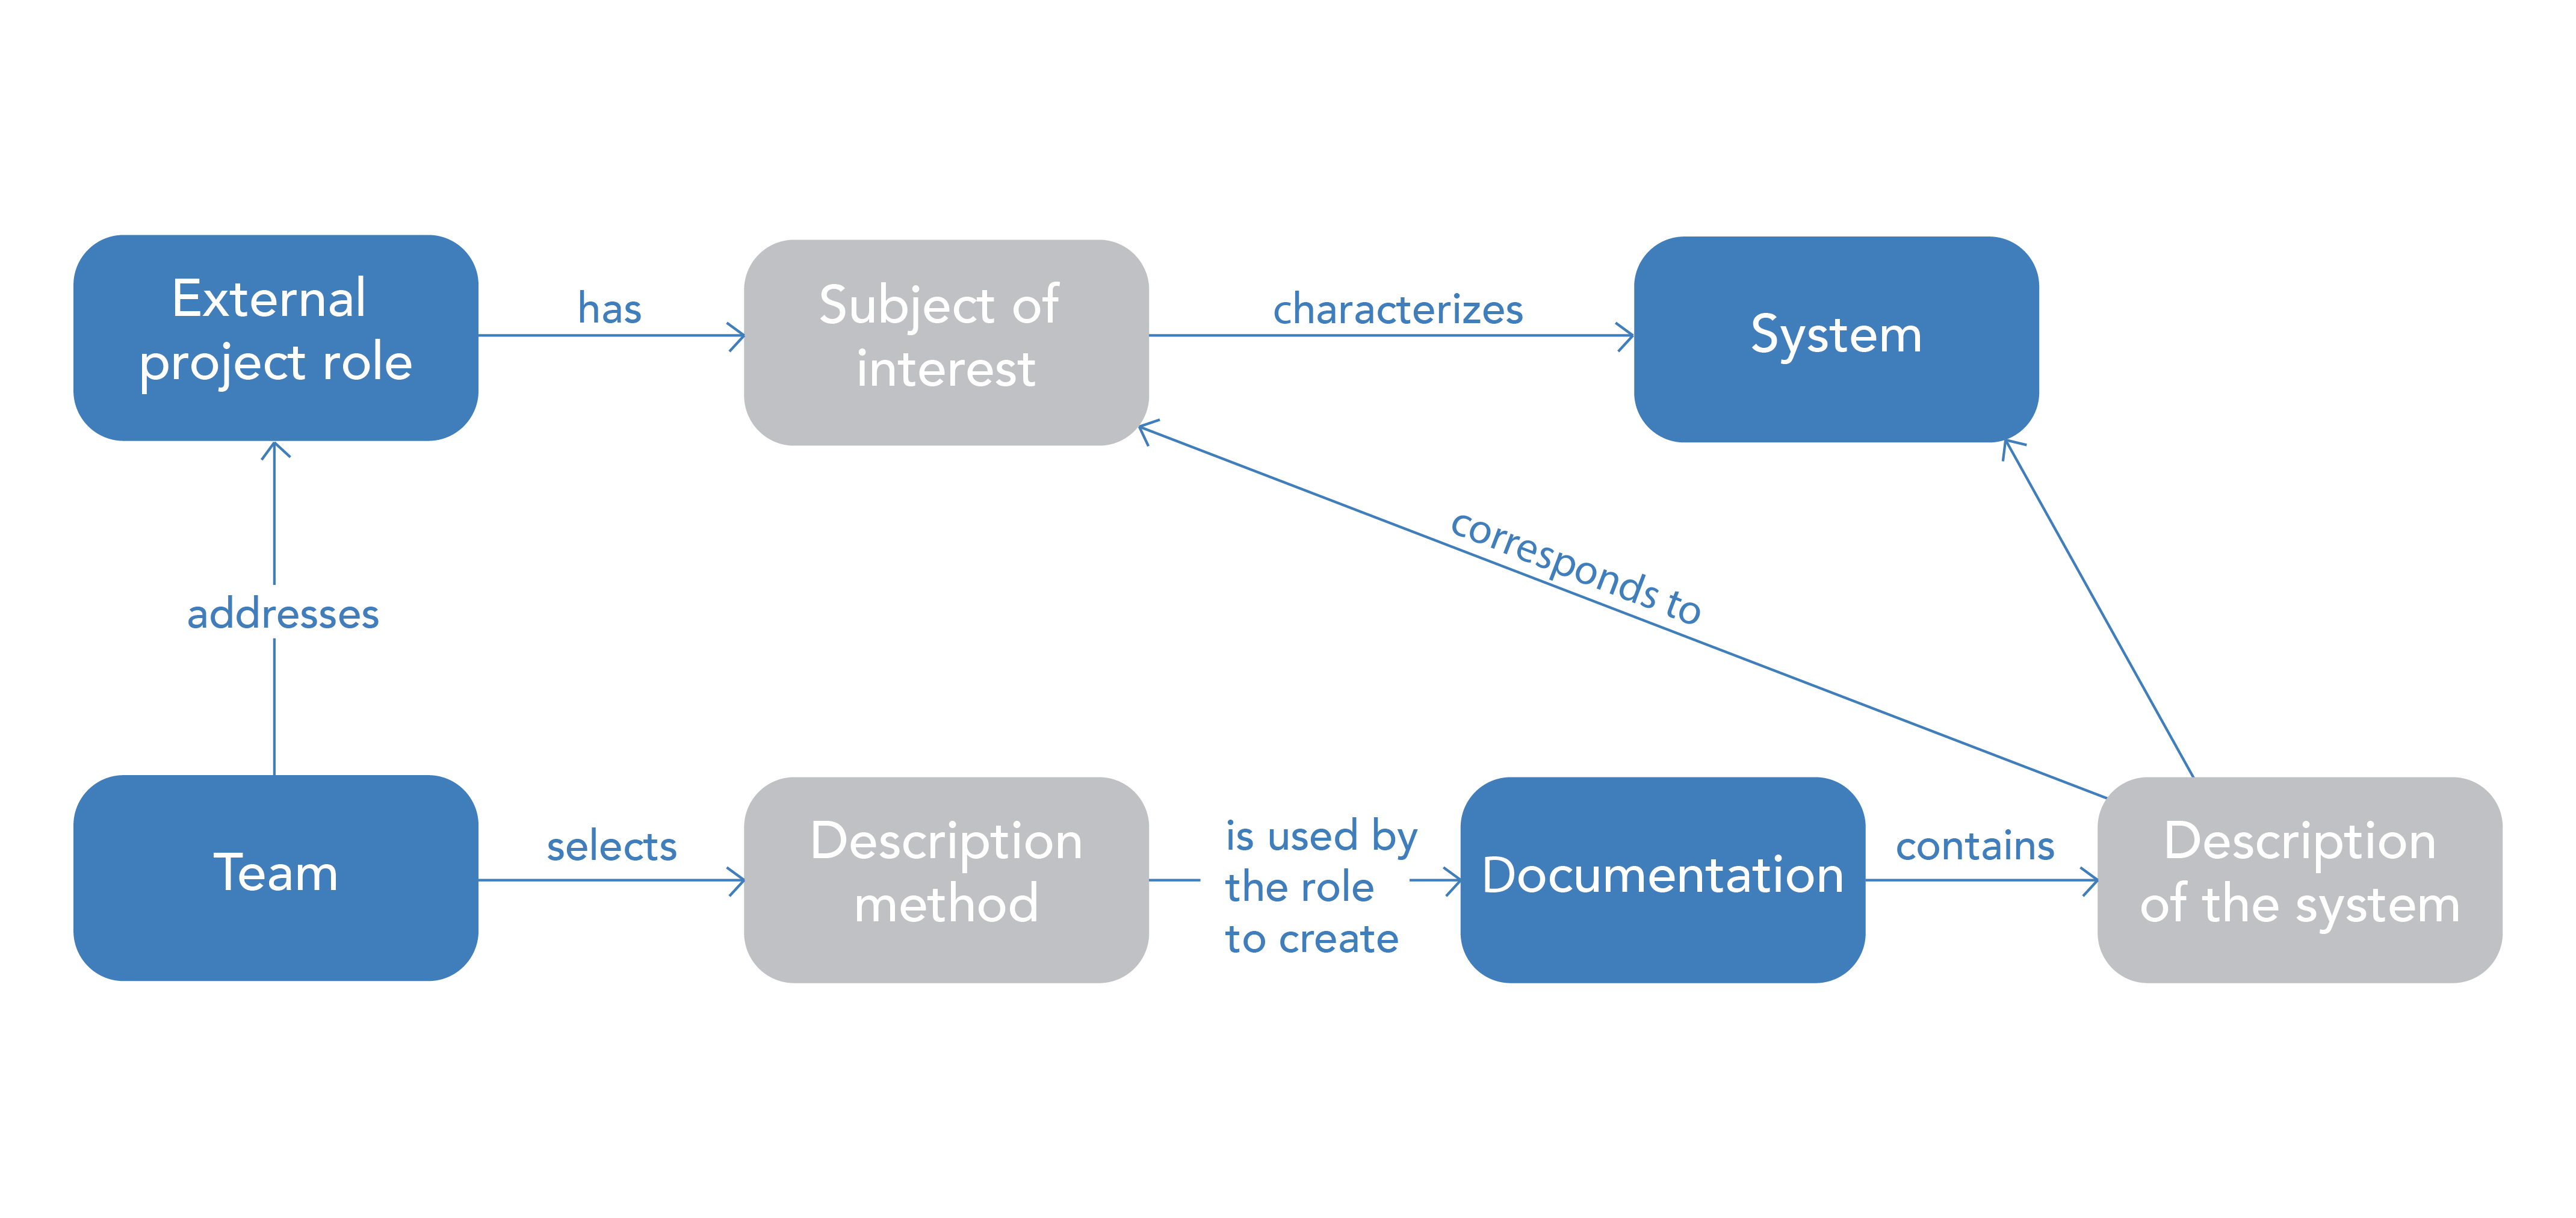 External
project role
has
Subject of
interest
characterizes
System
addresses
corresponds to
Team
selects
Description
method
is used by
the role
to create
Documentation
contains
Description
of the system